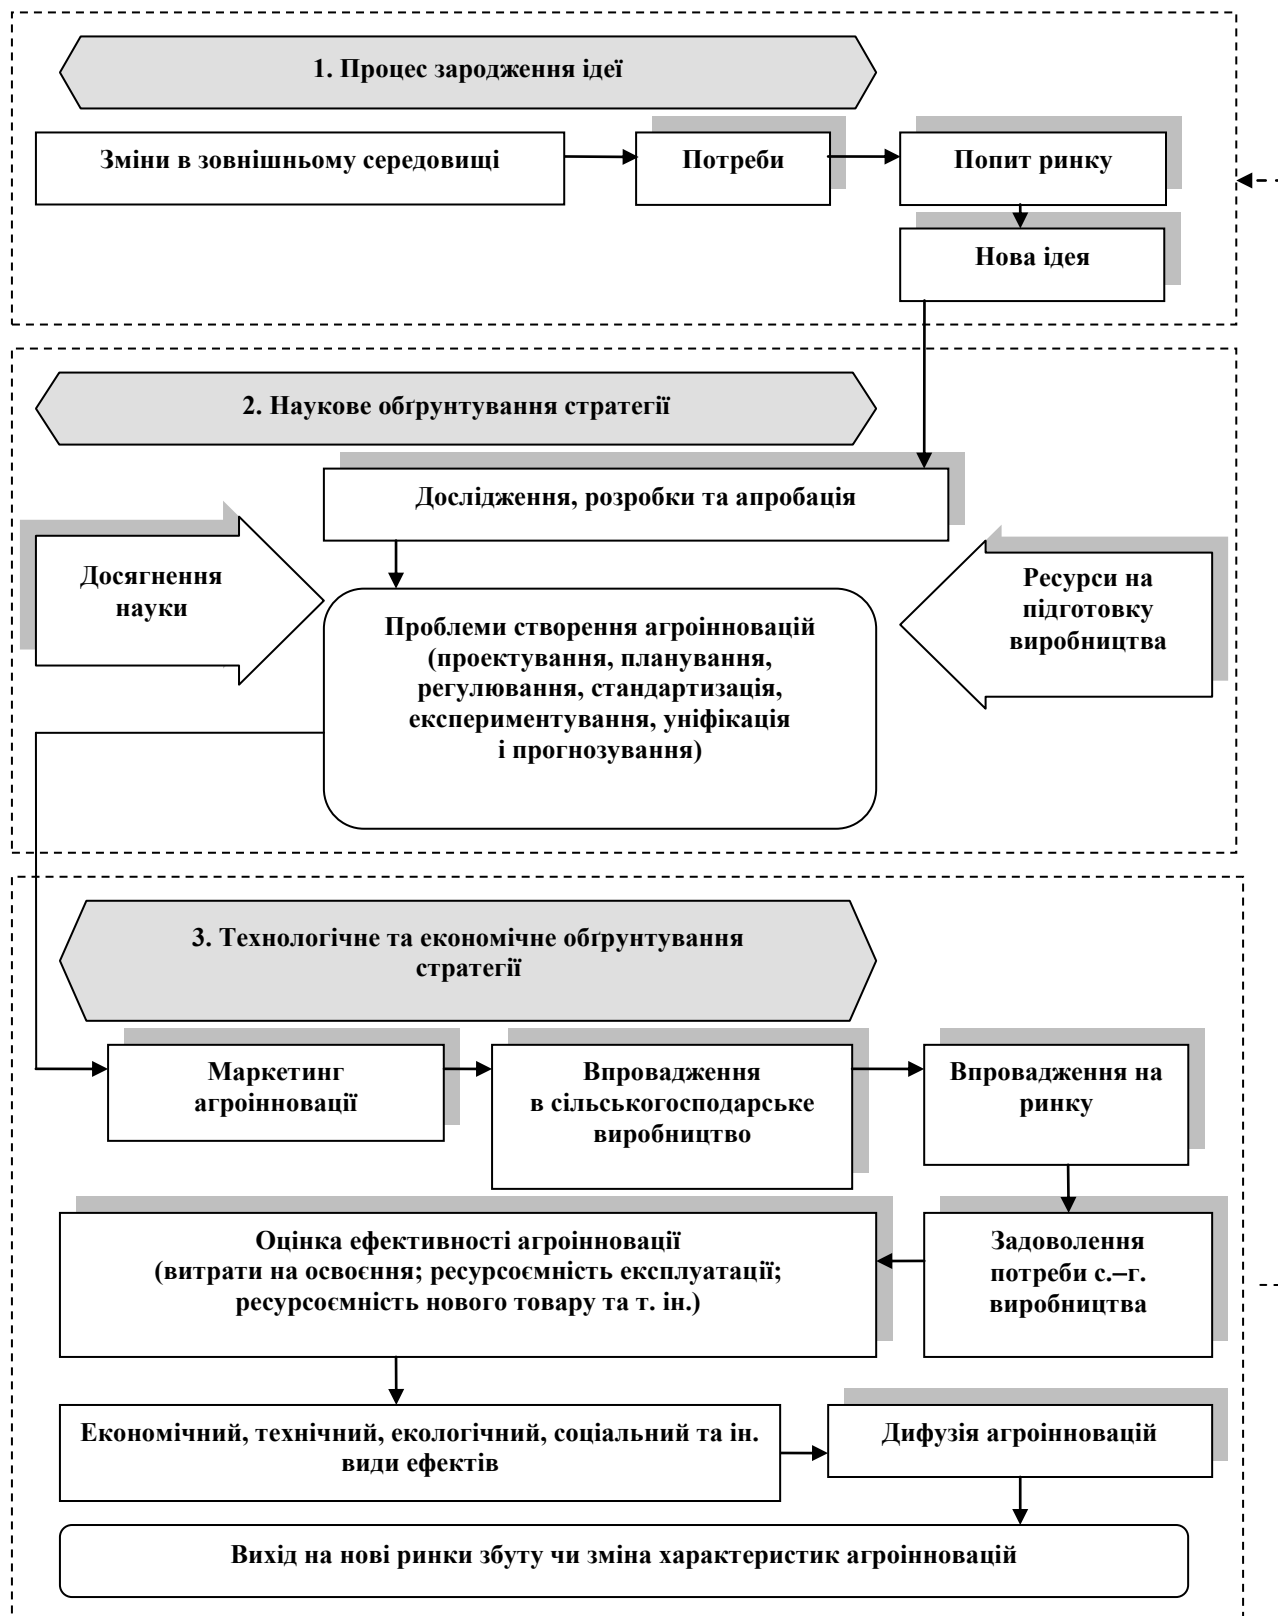 1. Процес зародження ідеї
Зміни в зовнішньому середовищі
Потреби
Попит ринку
Нова ідея
2. Наукове обґрунтування стратегії
Дослідження, розробки та апробація
Досягнення
науки
Ресурси на
підготовку
виробництва
Проблеми створення агроінновацій
(проектування, планування,
регулювання, стандартизація,
експериментування, уніфікація
і прогнозування)
3. Технологічне та економічне обґрунтування
стратегії
Маркетинг
агроінновації
Впровадження
в сільськогосподарське
виробництво
Впровадження на
ринку
Оцінка ефективності агроінновації
(витрати на освоєння; ресурсоємність експлуатації;
ресурсоємність нового товару та т. ін.)
Задоволення
потреби с.–г.
виробництва
Економічний, технічний, екологічний, соціальний та ін.
види ефектів
Дифузія агроінновацій
Вихід на нові ринки збуту чи зміна характеристик агроінновацій